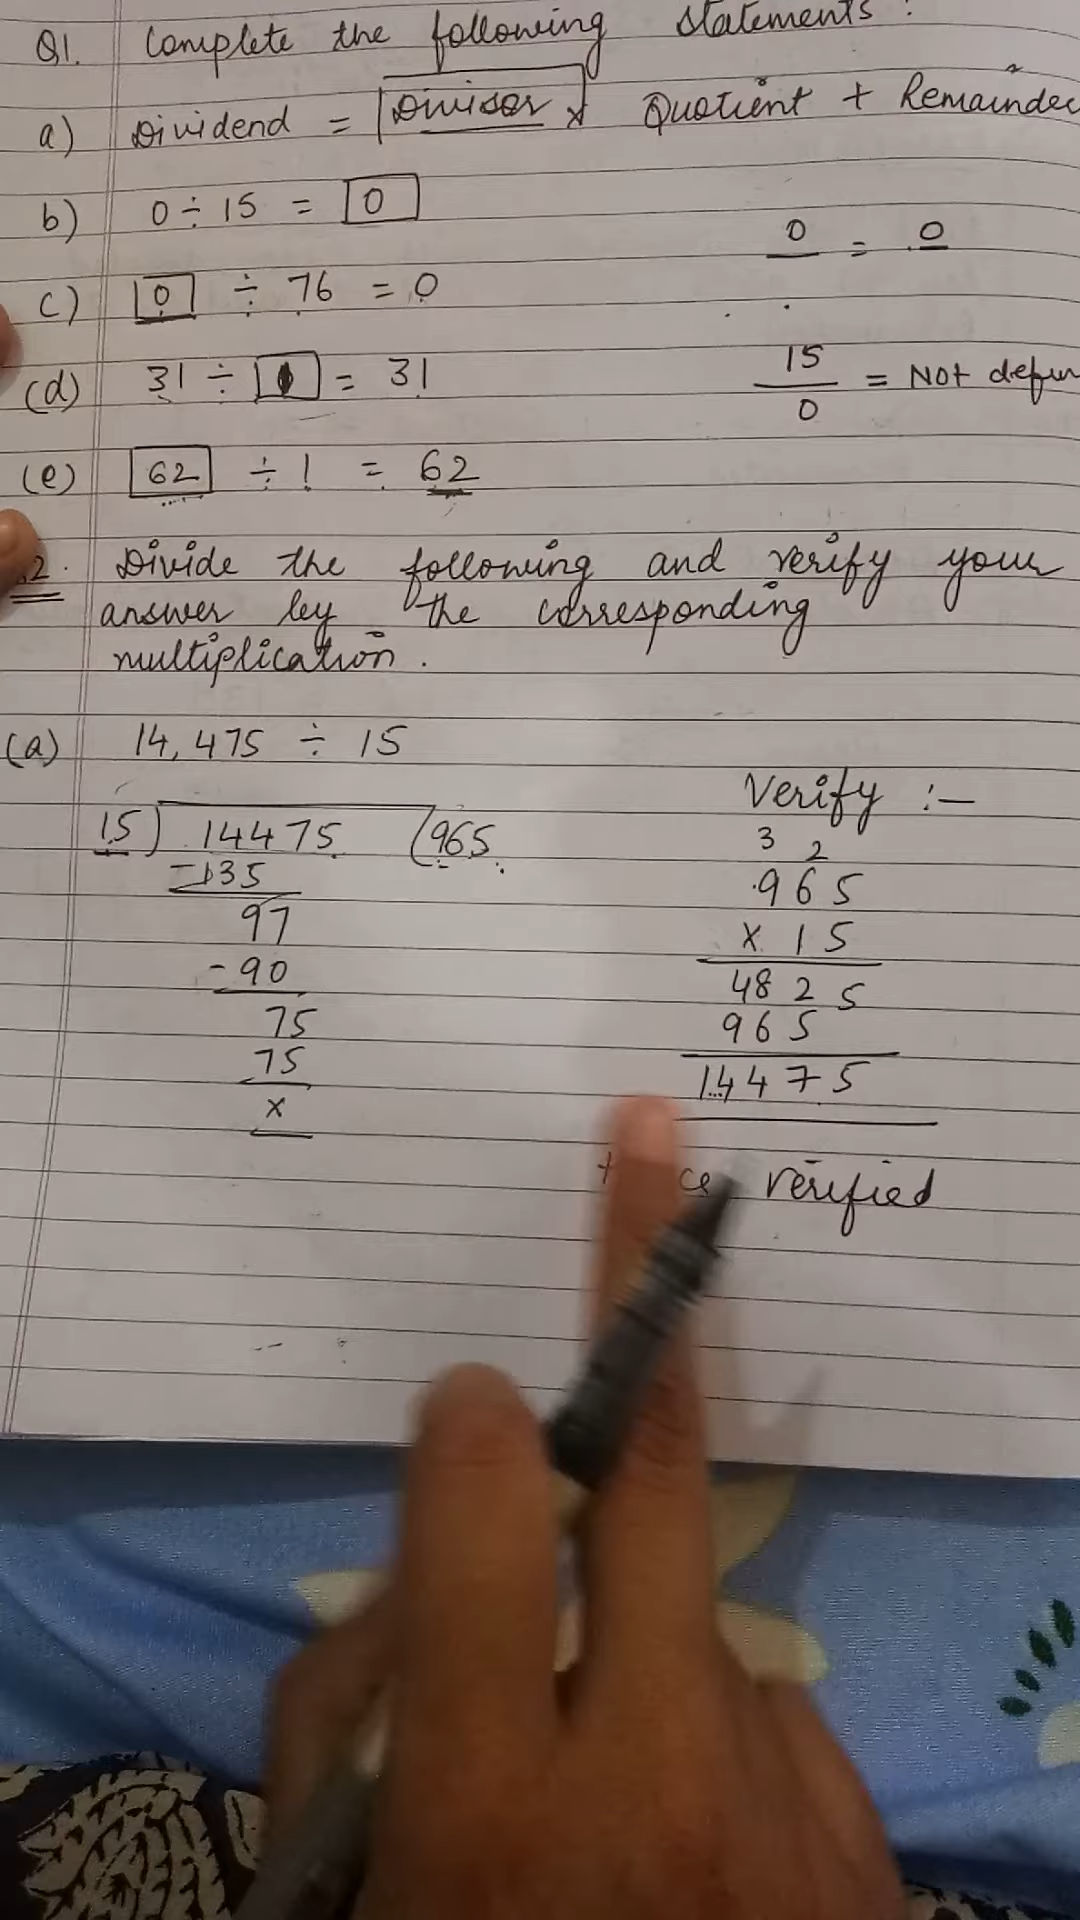 Q1. Complete the following statements:
a) Dividend = Divisor x Quotient + Remainder
b) 0 ÷ 15 = 0
0 = 0
c) 0 ÷ 76 = 0
(d) 31 ÷ 1 = 31
15/0 = Not
(e) 62 ÷ 1 = 62
2. Divide the following and verify your
answer by the corresponding
multiplication.
(a) 14,475 ÷ 15
15) 14475 (965
-135
97
-90
75
75
x
Verify :-
3 2
965
x 15
4825
965
14475
verified